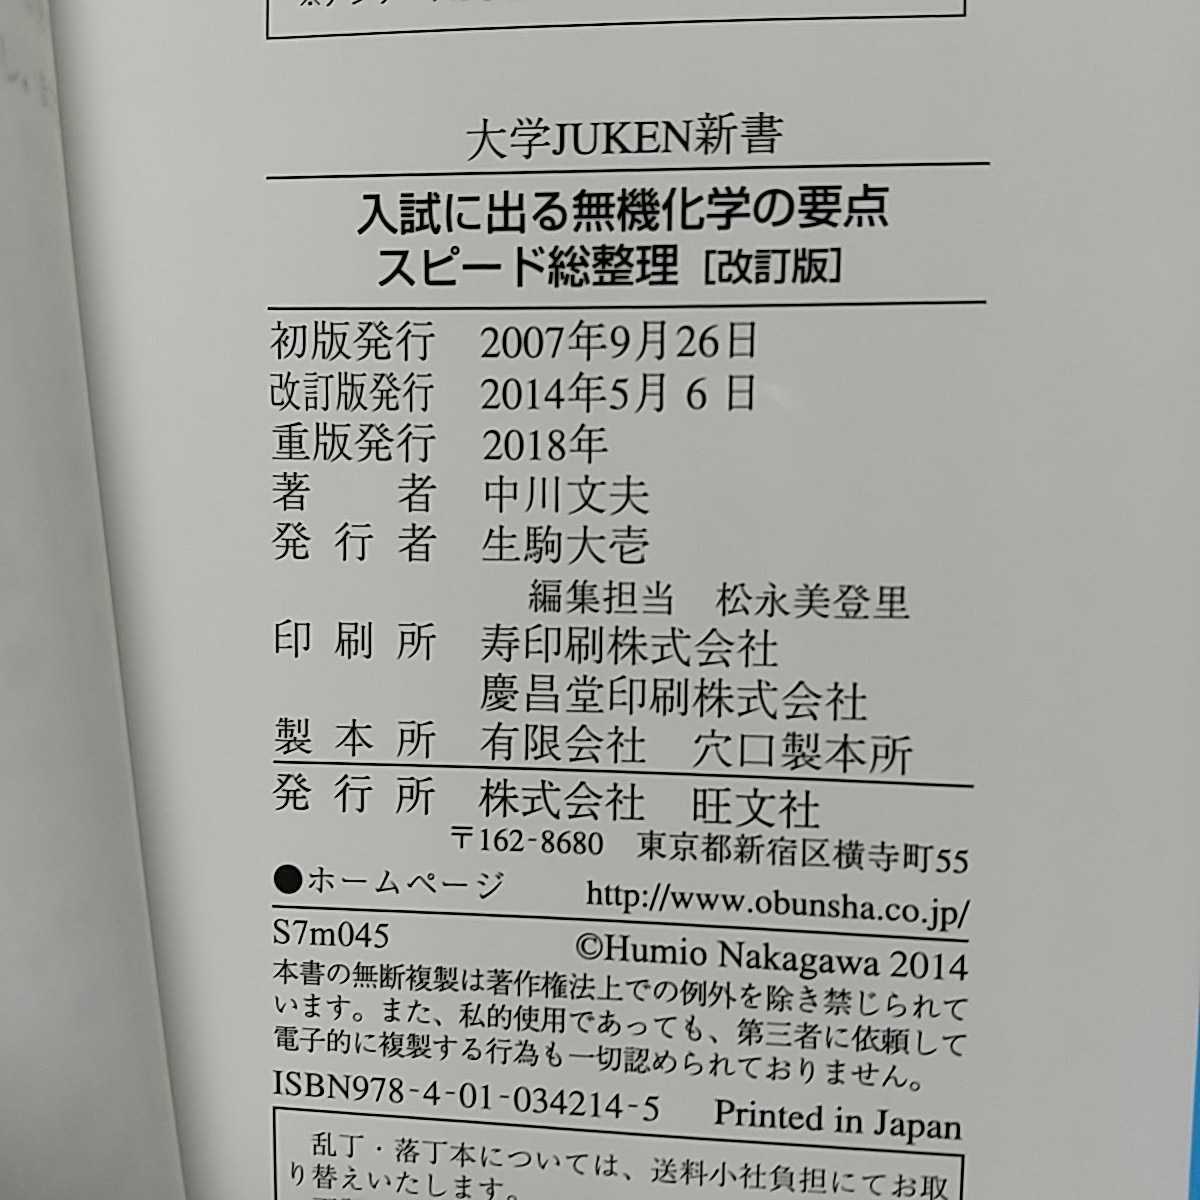 大学JUKEN新書
入試に出る無機化学の要点
スピード総整理［改訂版］
初版発行　2007年9月26日
改訂版発行　2014年5月 6 日
重版発行　2018年
著　者　中川文夫
発行者　生駒大壱
編集担当　松永美登里
印刷所　寿印刷株式会社
慶昌堂印刷株式会社
製本所　有限会社　穴口製本所
発行所　株式会社　旺文社
〒162-8680　東京都新宿区横寺町55
●ホームページ　http://www.obunsha.co.jp/
S7m045　©Humio Nakagawa 2014
本書の無断複製は著作権法上での例外を除き禁じられて
います。また、私的使用であっても、第三者に依頼して
電子的に複製する行為も一切認められておりません。
ISBN978-4-01-034214-5　Printed in Japan
乱丁・落丁本については、送料小社負担にてお取
り替えいたします。